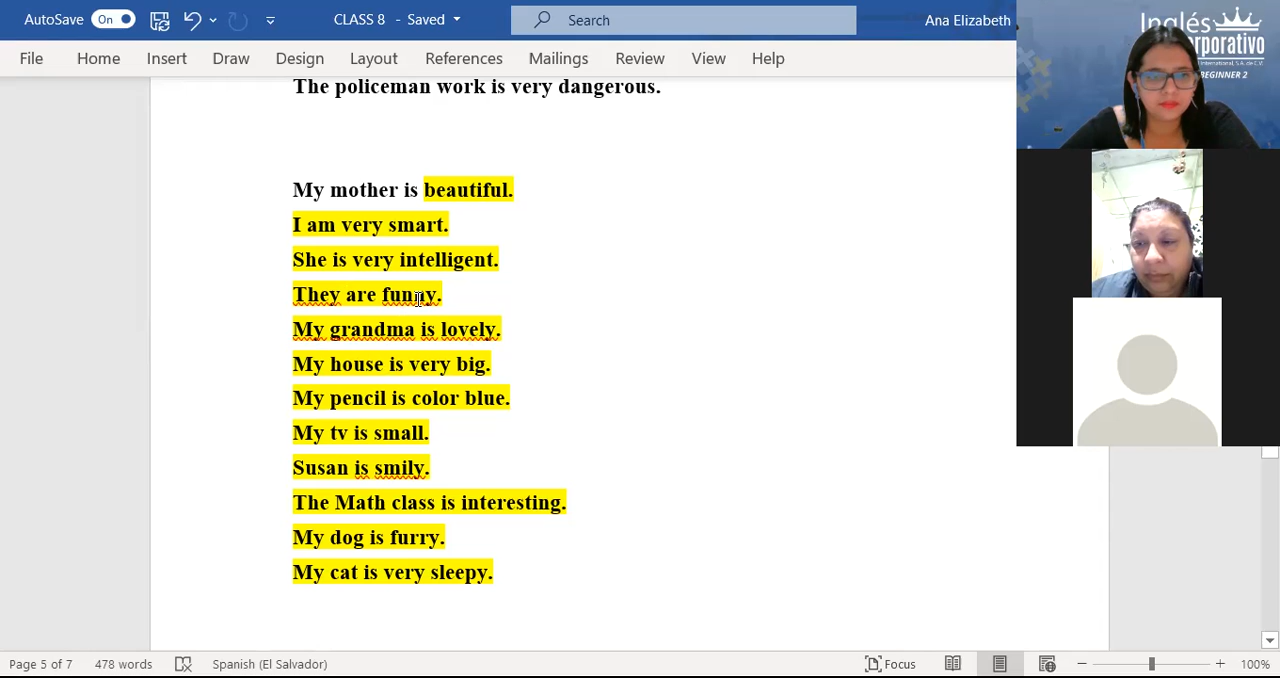 AutoSave On CLASS 8 - Saved Search Ana Elizabeth
File Home Insert Draw Design Layout References Mailings Review View Help
Inglés
orporativo
International, S.A. de C.V.
BEGINNER 2
The policeman work is very dangerous.
My mother is beautiful.
I am very smart.
She is very intelligent.
They are funny.
My grandma is lovely.
My house is very big.
My pencil is color blue.
My tv is small.
Susan is smily.
The Math class is interesting.
My dog is furry.
My cat is very sleepy.
Page 5 of 7 478 words Spanish (El Salvador) Focus 100%